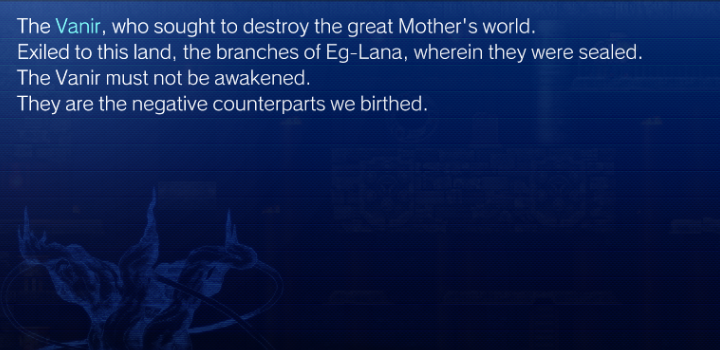 The Vanir, who sought to destroy the great Mother's world.
Exiled to this land, the branches of Eg-Lana, wherein they were sealed.
The Vanir must not be awakened.
They are the negative counterparts we birthed.